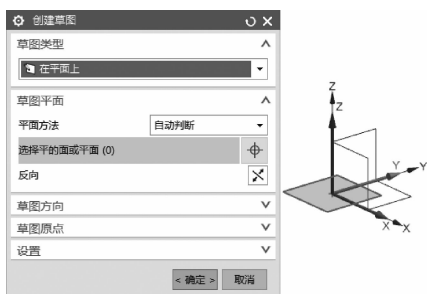 创建草图
草图类型
在平面上
草图平面
平面方法 自动判断
选择平的面或平面 (0)
反向
草图方向
草图原点
设置
< 确定 > 取消
Z
Z
Y
Y
X
X